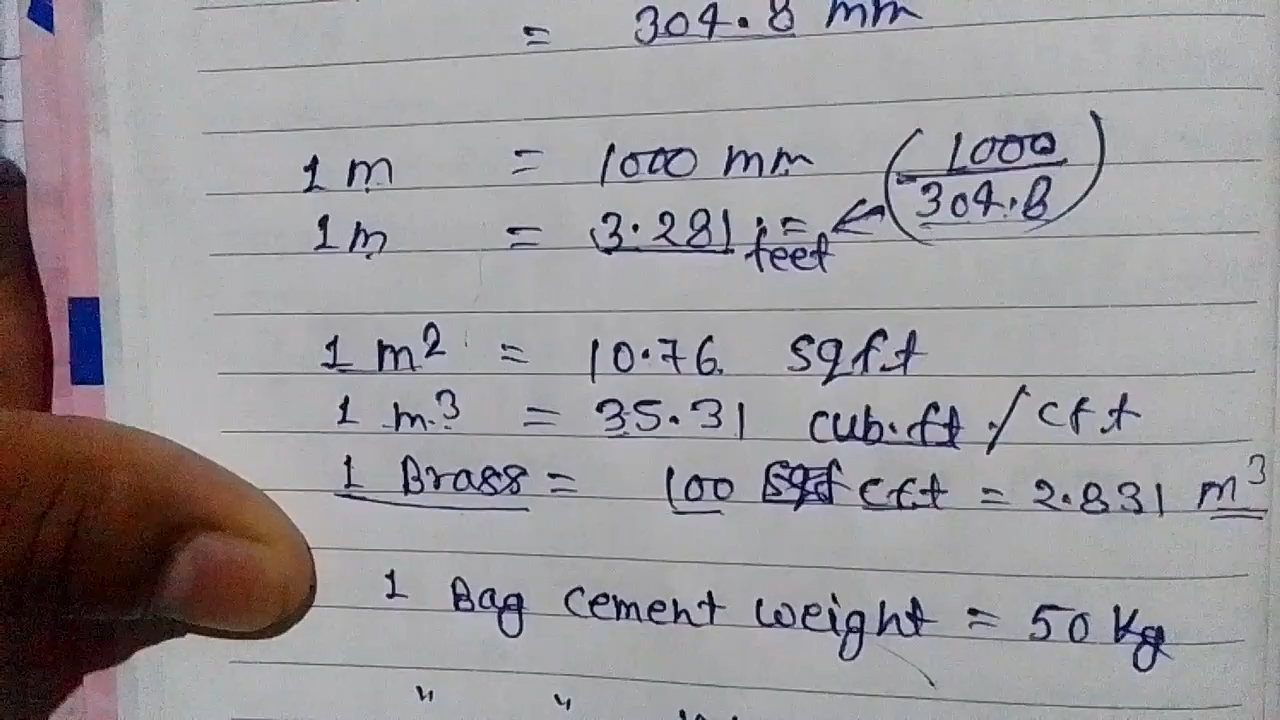 = 304.8 mm
1 m = 1000 mm (1000
1 m = 3.281 feet ← 304.8)
1 m2 = 10.76 sqft
1 m3 = 35.31 cub.ft / cft
1 Brass = 100 cft = 2.831 m3
1 Bag cement weight = 50 Kg
" "